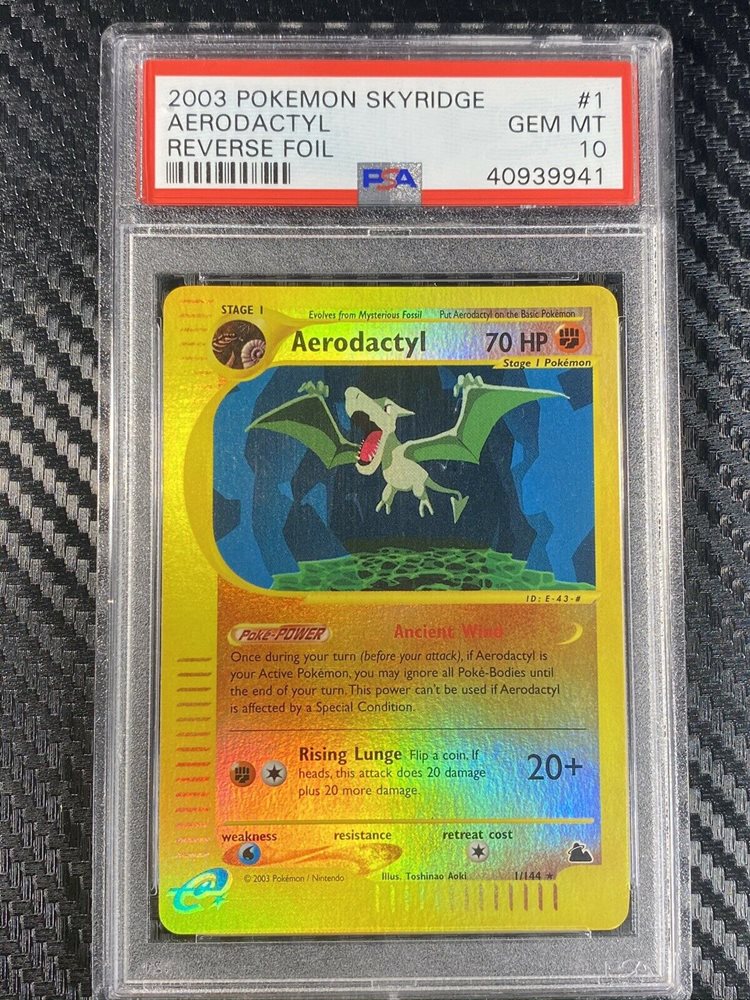 2003 POKEMON SKYRIDGE #1
AERODACTYL GEM MT
REVERSE FOIL 10
PSA 40939941
STAGE 1 Evolves from Mysterious Fossil Put Aerodactyl on the Basic Pokémon
Aerodactyl 70 HP
Stage 1 Pokémon
ID: E-43-#
Poké-POWER Ancient Wind
Once during your turn (before your attack), if Aerodactyl is
your Active Pokémon, you may ignore all Poké-Bodies until
the end of your turn. This power can't be used if Aerodactyl
is affected by a Special Condition.
Rising Lunge Flip a coin. If
heads, this attack does 20 damage
plus 20 more damage.
20+
weakness resistance retreat cost
© 2003 Pokémon / Nintendo Illus. Toshinao Aoki 1/144 ★
e